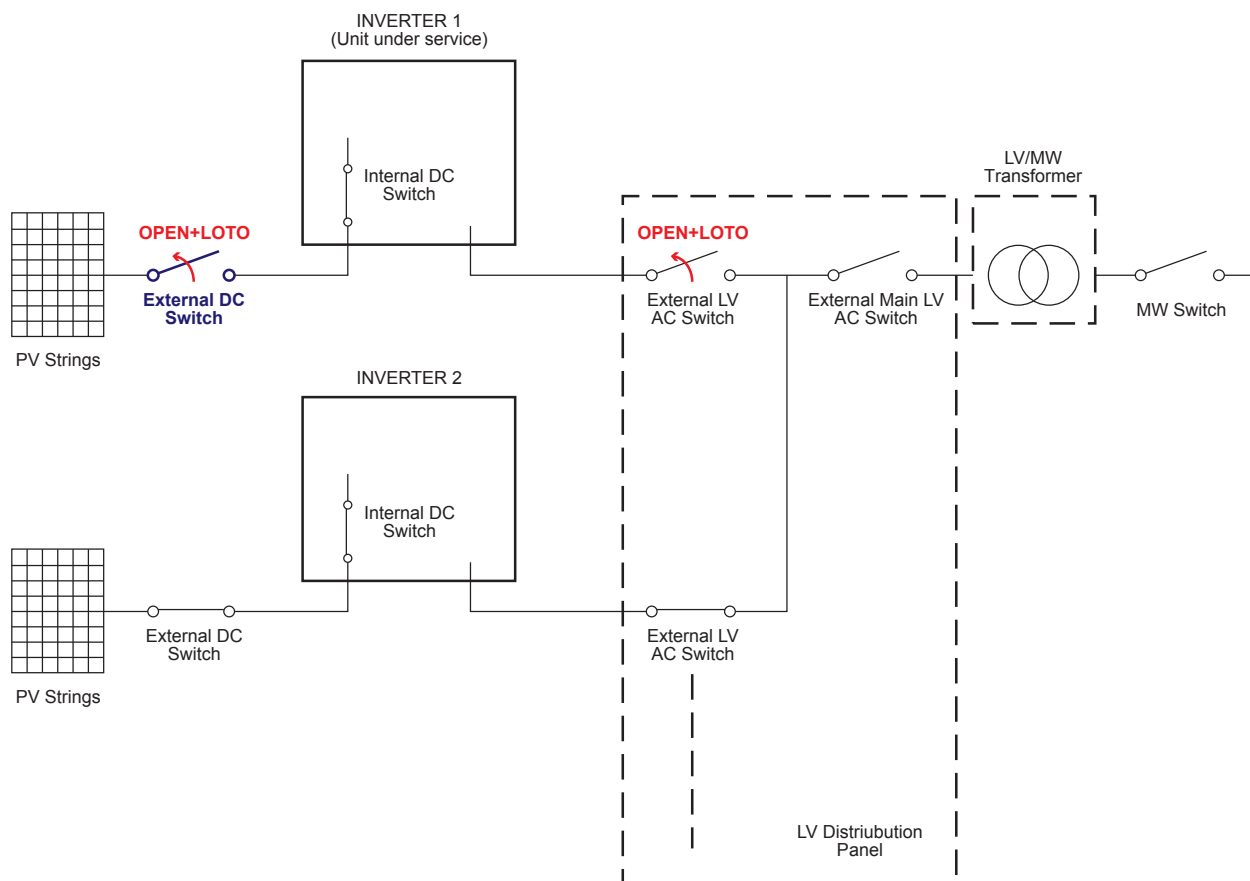 INVERTER 1
(Unit under service)
Internal DC
Switch
LV/MW
Transformer
OPEN+LOTO
OPEN+LOTO
External DC
Switch
External LV
AC Switch
External Main LV
AC Switch
MW Switch
PV Strings
INVERTER 2
Internal DC
Switch
External DC
Switch
External LV
AC Switch
PV Strings
LV Distriubution
Panel